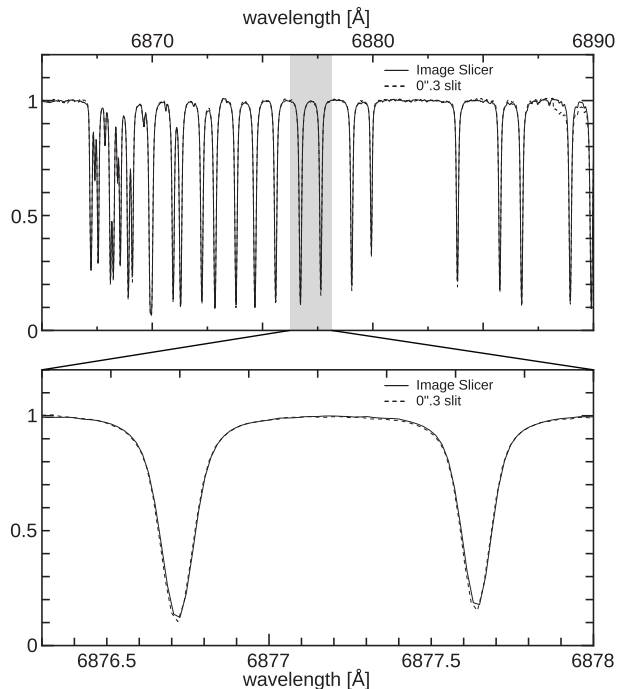 wavelength [Å]
6870 6880 6890
Image Slicer
0".3 slit
1
0.5
0
Image Slicer
0".3 slit
1
0.5
0
6876.5 6877 6877.5 6878
wavelength [Å]